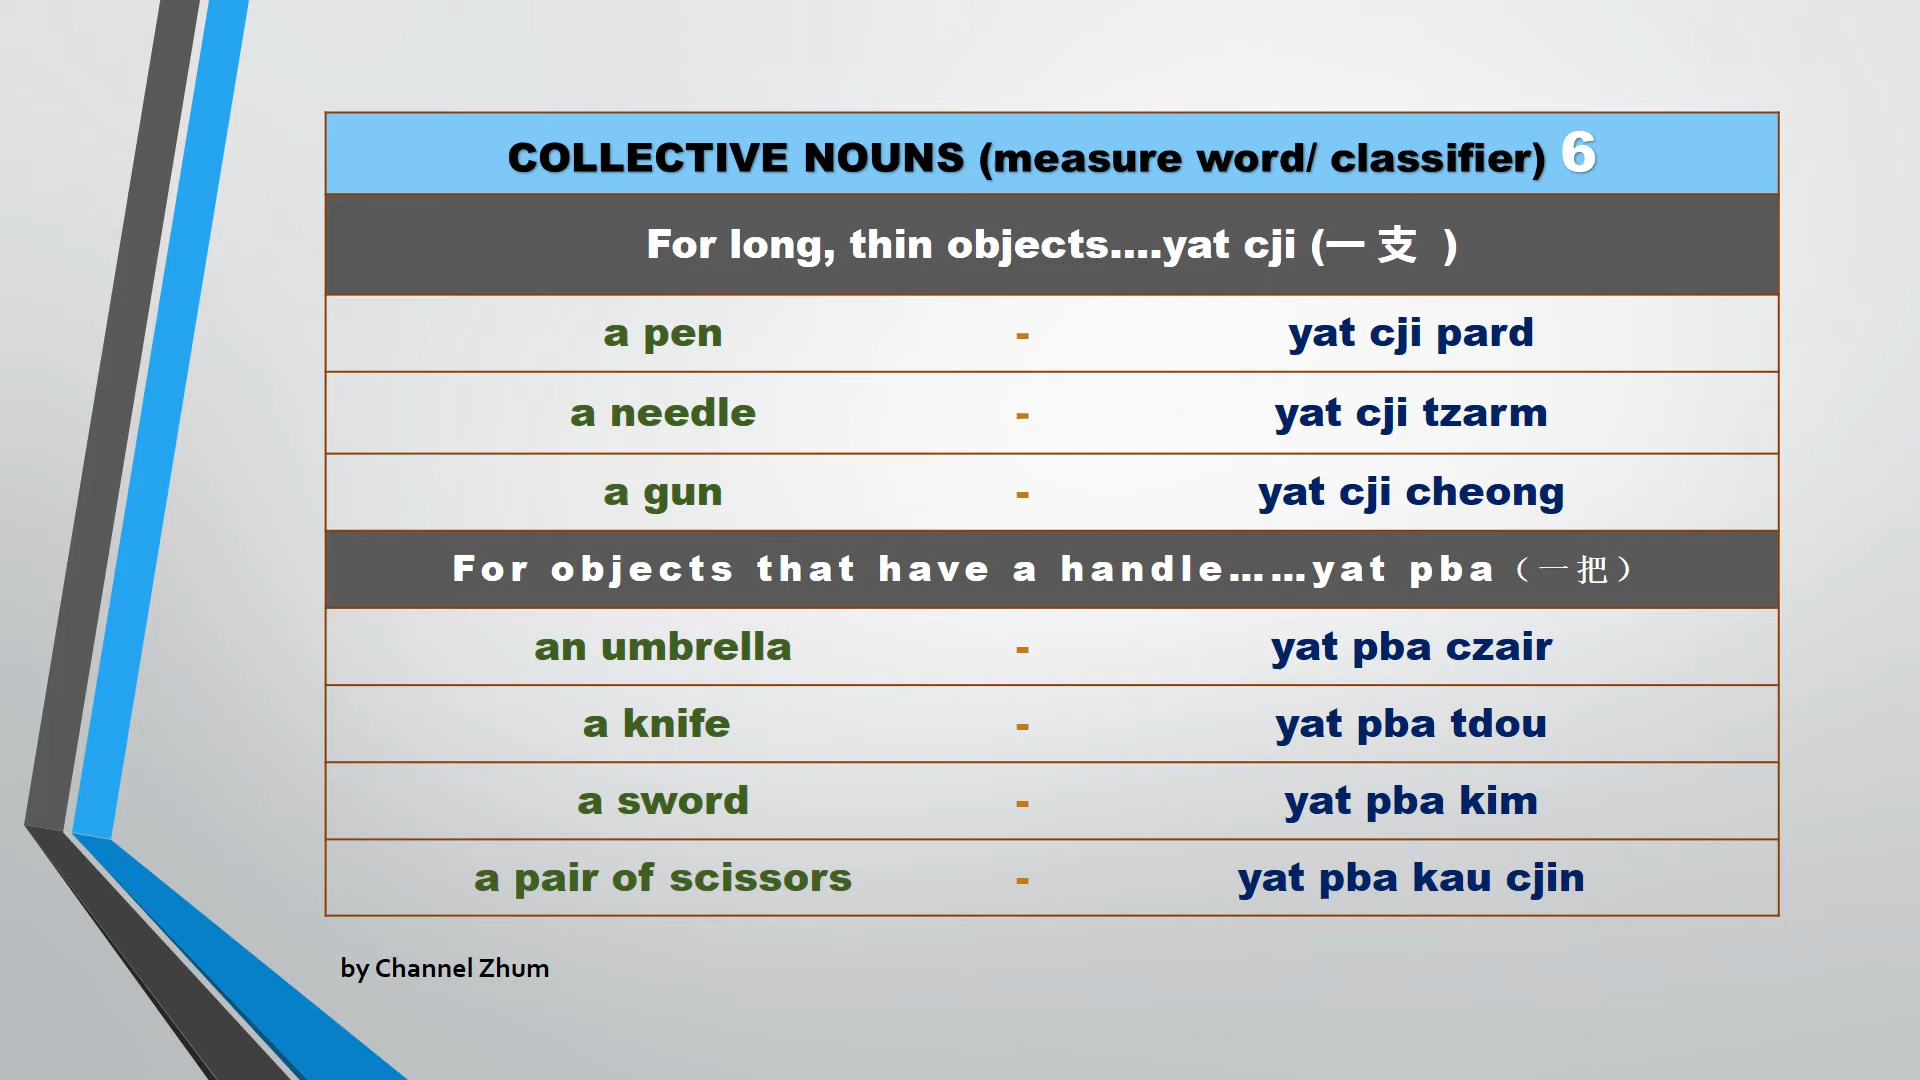 COLLECTIVE NOUNS (measure word/ classifier) 6
For long, thin objects....yat cji (一 支 )
a pen - yat cji pard
a needle - yat cji tzarm
a gun - yat cji cheong
For objects that have a handle……yat pba（一把）
an umbrella - yat pba czair
a knife - yat pba tdou
a sword - yat pba kim
a pair of scissors - yat pba kau cjin
by Channel Zhum